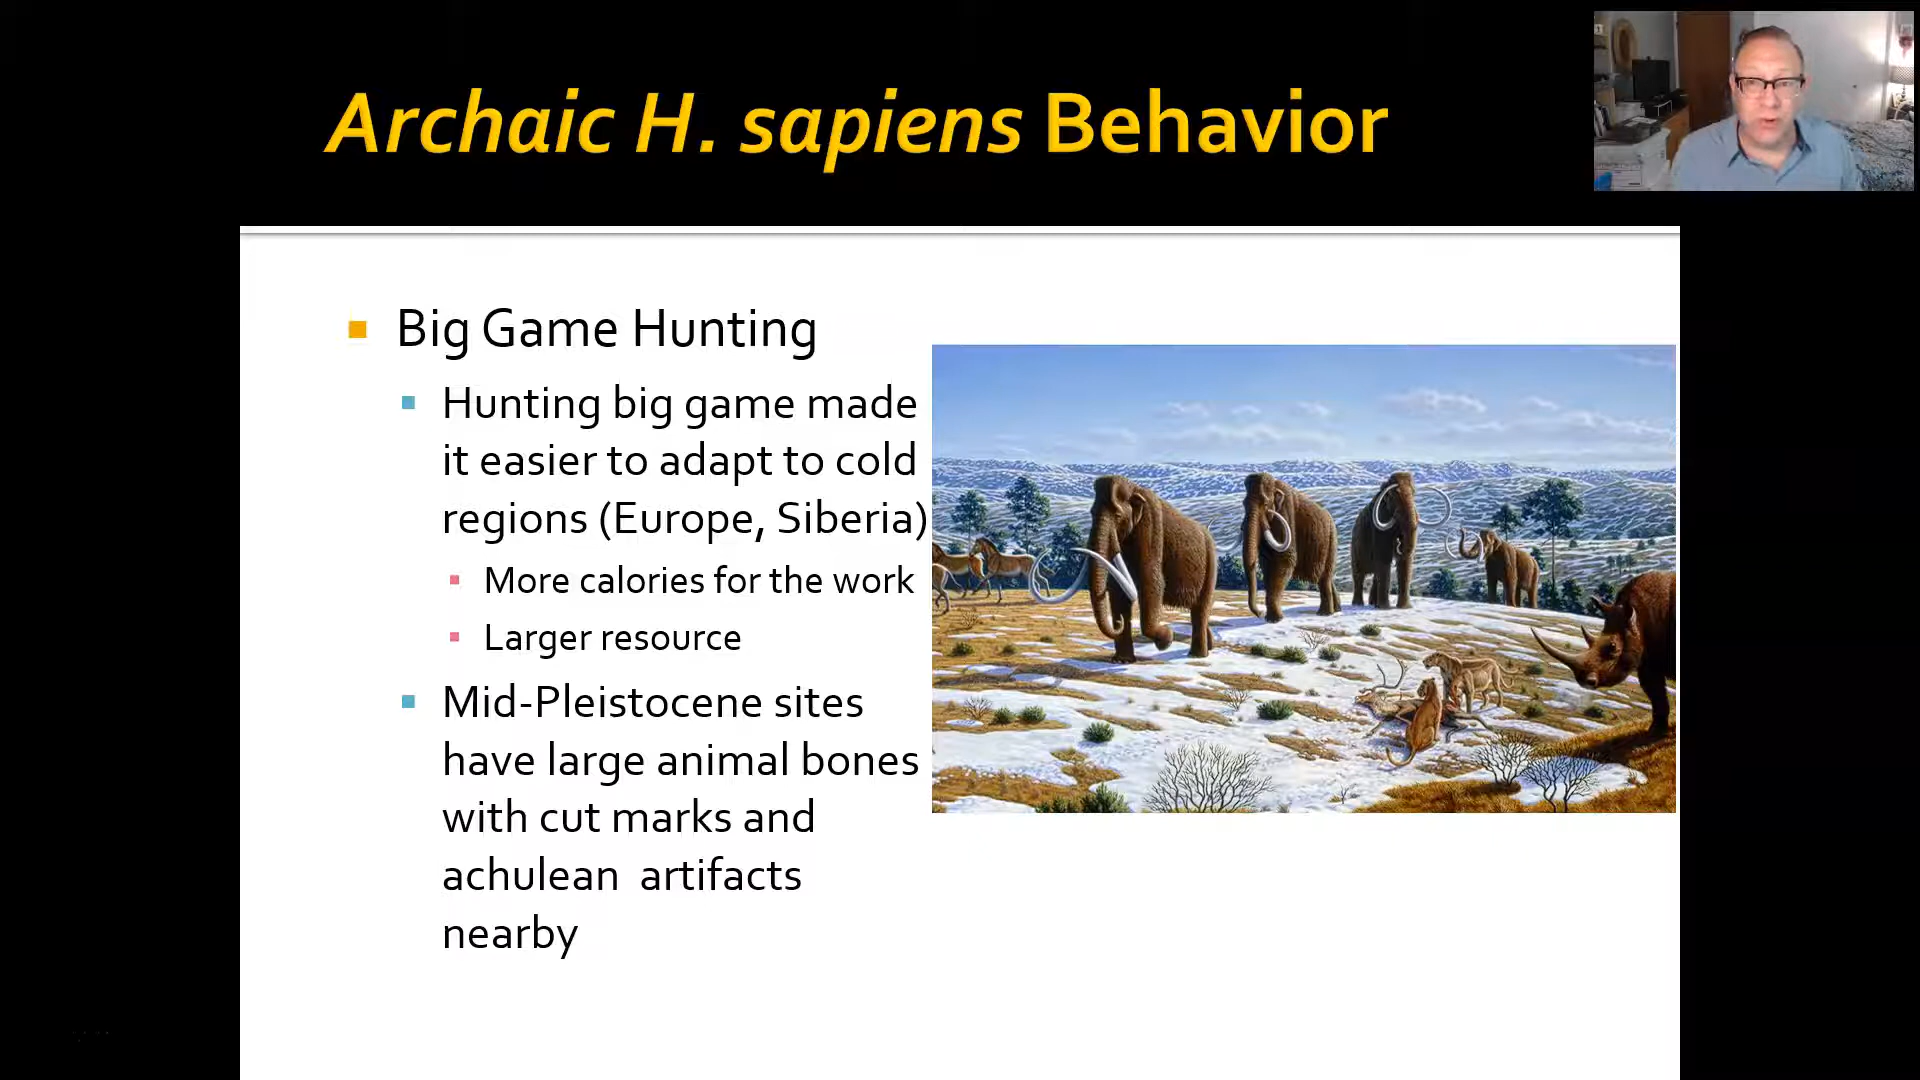 Archaic H. sapiens Behavior
Big Game Hunting
Hunting big game made
it easier to adapt to cold
regions (Europe, Siberia)
More calories for the work
Larger resource
Mid-Pleistocene sites
have large animal bones
with cut marks and
achulean  artifacts
nearby